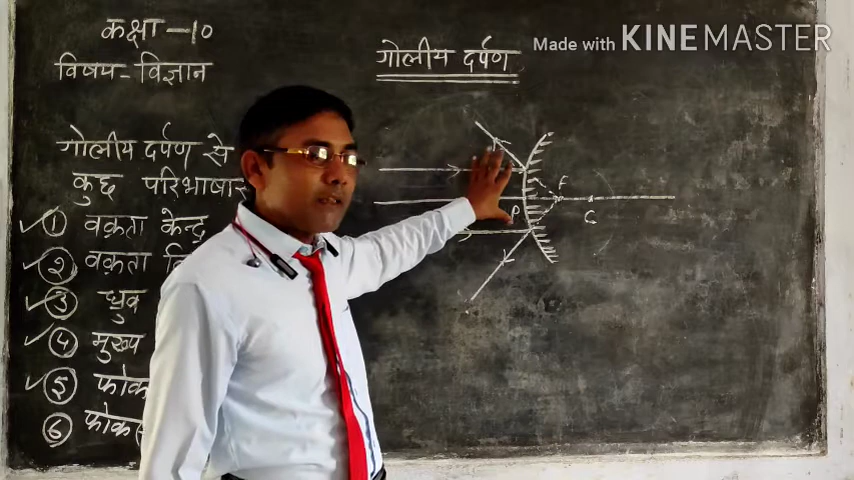 कक्षा - 10
विषय - विज्ञान
गोलीय दर्पण
Made with KINEMASTER
गोलीय दर्पण से
कुछ
① वक्रता केन्द्र
② वक्रता
③ ध्रुव
④ मुख्य
⑤
⑥
F
P
C